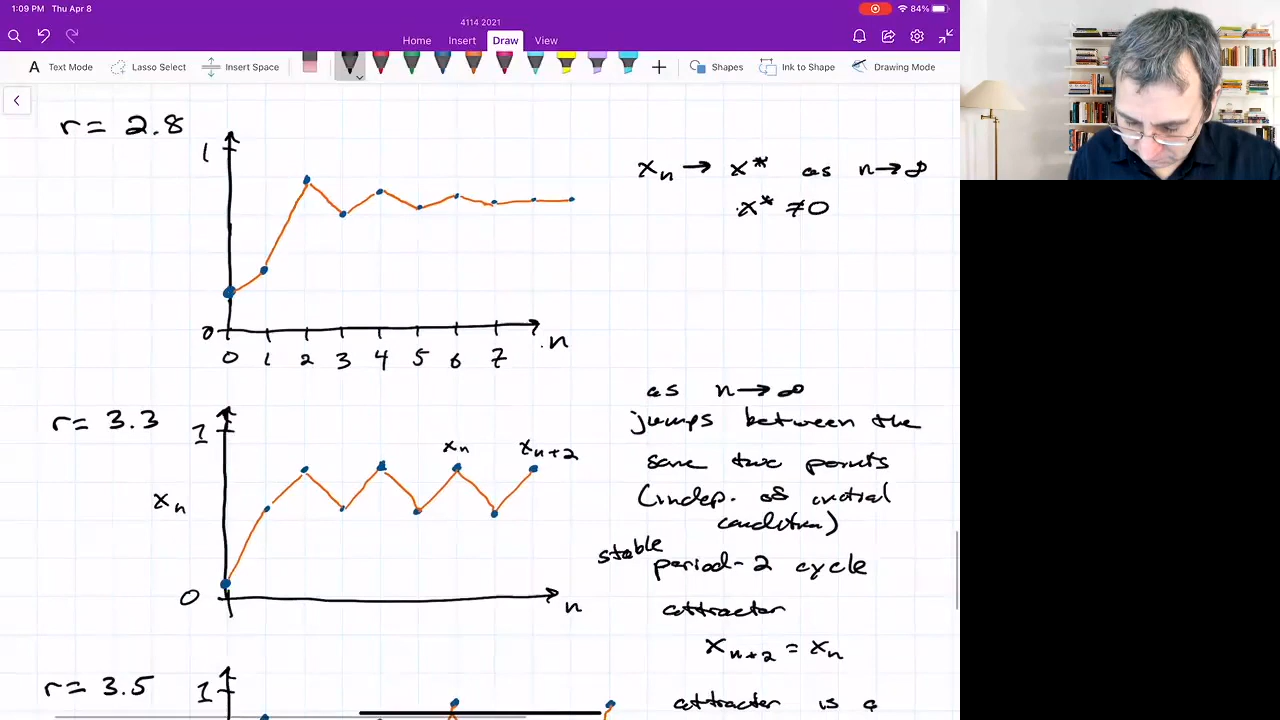 1:09 PM Thu Apr 8
84%
4114 2021
Home Insert Draw View
Text Mode Lasso Select Insert Space Shapes Ink to Shape Drawing Mode
r = 2.8
1
0
0 1 2 3 4 5 6 7 n
xₙ → x* as n → ∞
x* ≠ 0
r = 3.3
1
xₙ
xₙ xₙ₊₂
0
n
as n → ∞
jumps between the
same two points
(indep. of initial
condition)
stable
period-2 cycle
attractor
xₙ₊₂ = xₙ
r = 3.5
1
attractor is a